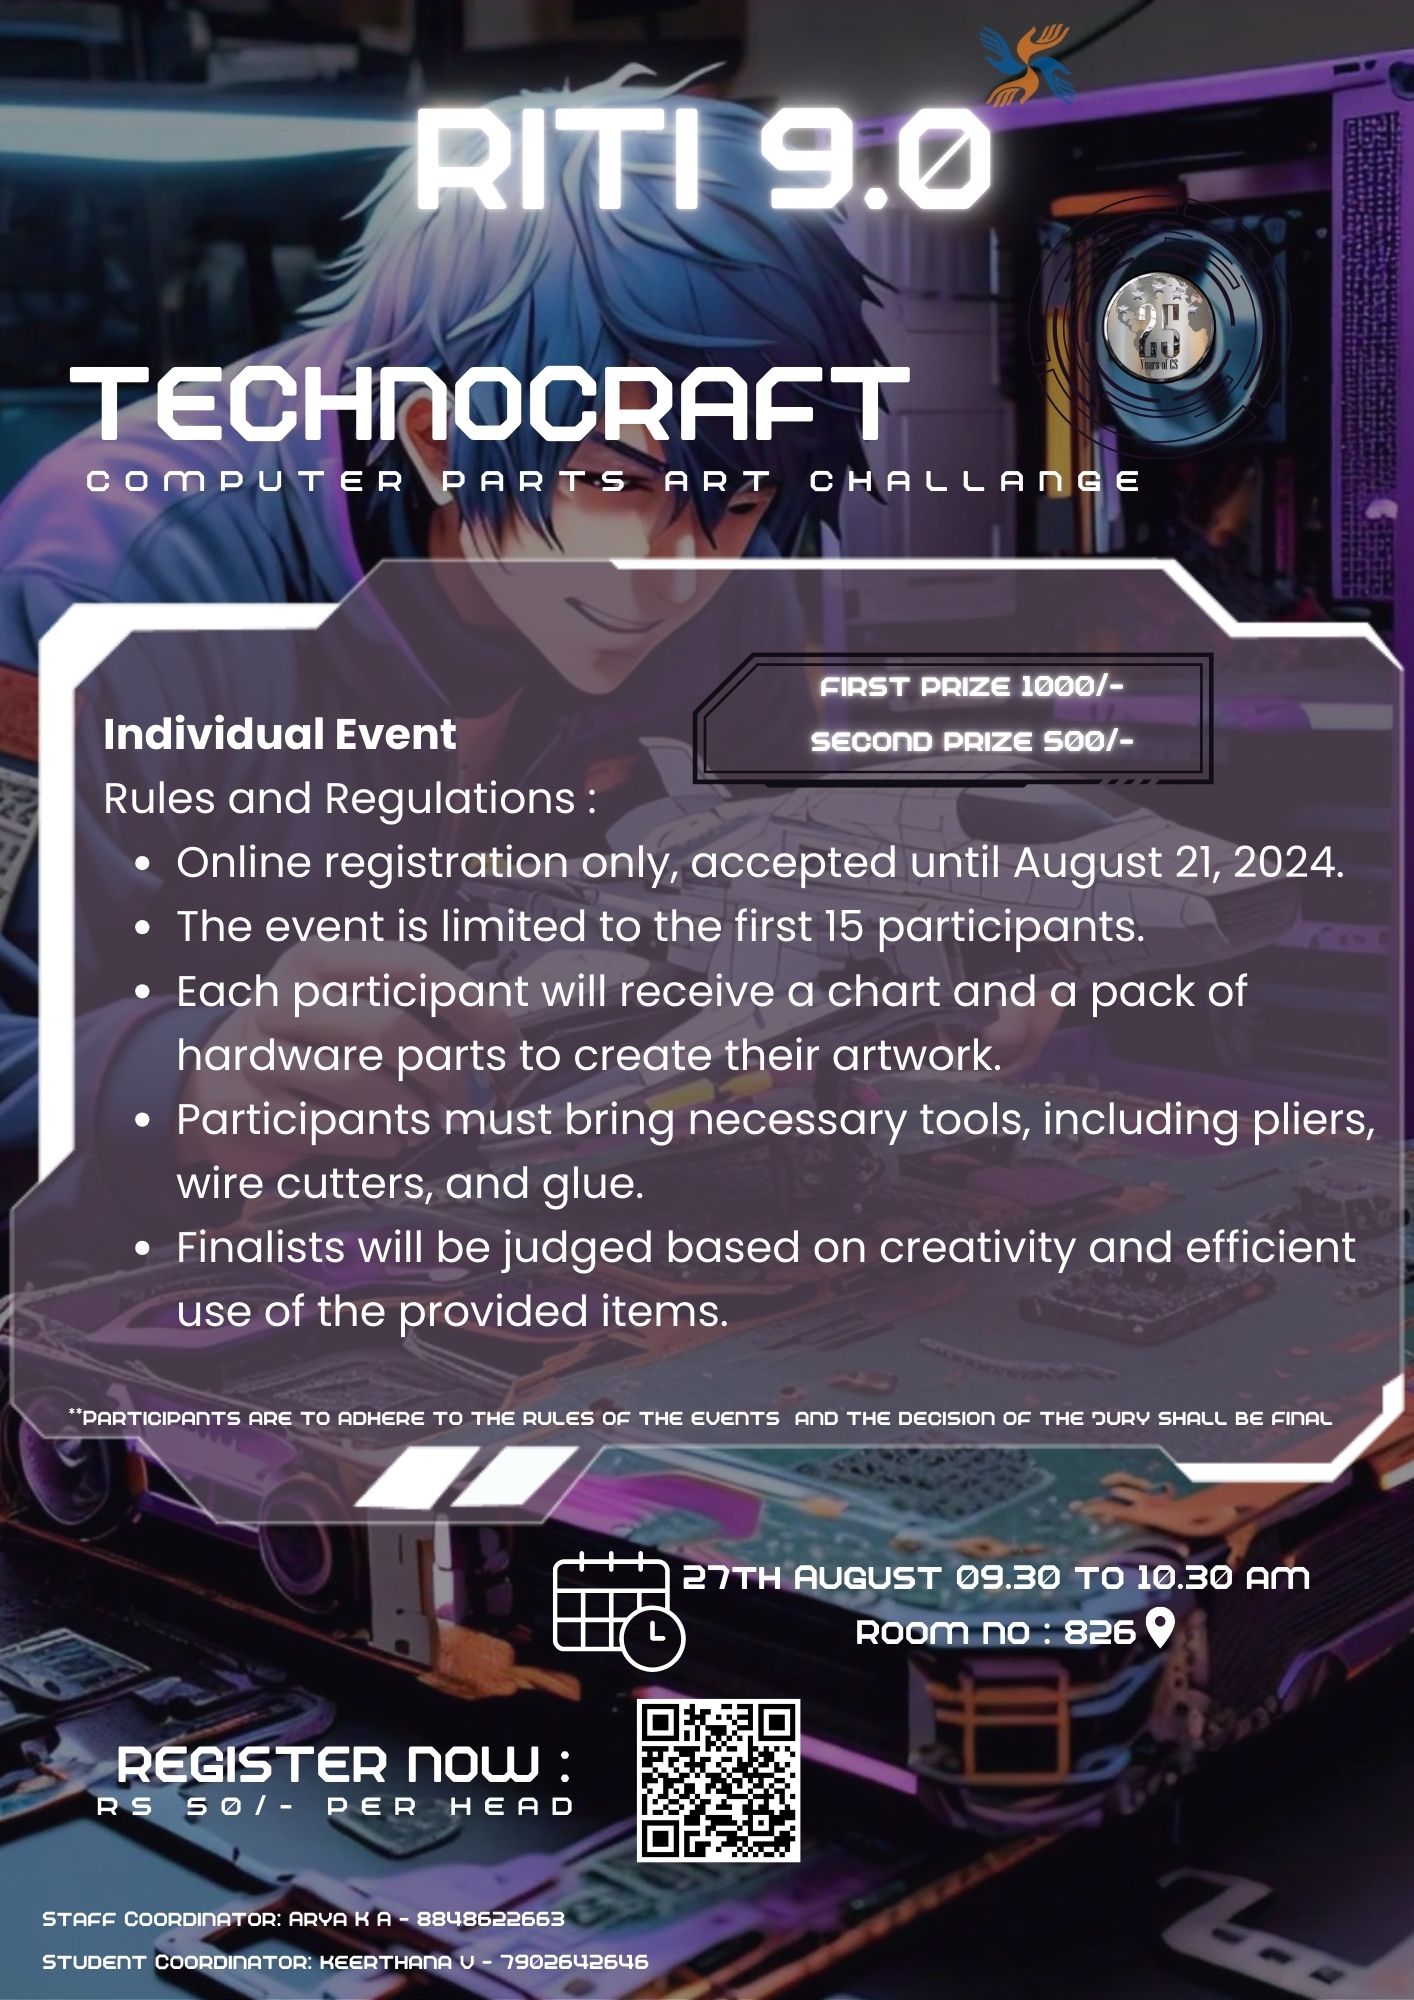 RITI 9.0
25
Years of CS
TECHNOCRAFT
COMPUTER PARTS ART CHALLANGE
FIRST PRIZE 1000/-
SECOND PRIZE 500/-
Individual Event
Rules and Regulations :
• Online registration only, accepted until August 21, 2024.
• The event is limited to the first 15 participants.
• Each participant will receive a chart and a pack of
hardware parts to create their artwork.
• Participants must bring necessary tools, including pliers,
wire cutters, and glue.
• Finalists will be judged based on creativity and efficient
use of the provided items.
**PARTICIPANTS ARE TO ADHERE TO THE RULES OF THE EVENTS AND THE DECISION OF THE JURY SHALL BE FINAL
27TH AUGUST 09.30 TO 10.30 AM
ROOM NO : 826
REGISTER NOW :
RS 50/- PER HEAD
STAFF COORDINATOR: ARYA K A - 8848622663
STUDENT COORDINATOR: KEERTHANA V - 7902642646